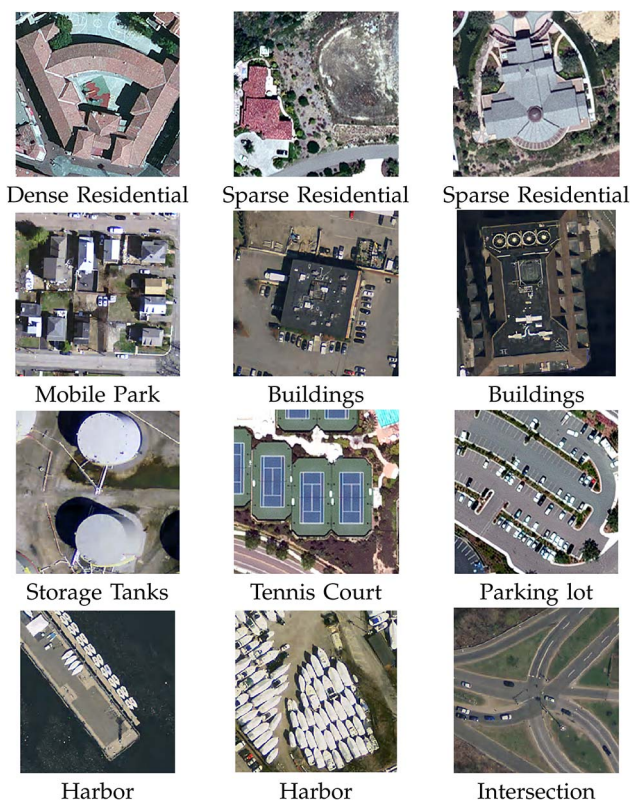 Dense Residential
Sparse Residential
Sparse Residential
Mobile Park
Buildings
Buildings
Storage Tanks
Tennis Court
Parking lot
Harbor
Harbor
Intersection